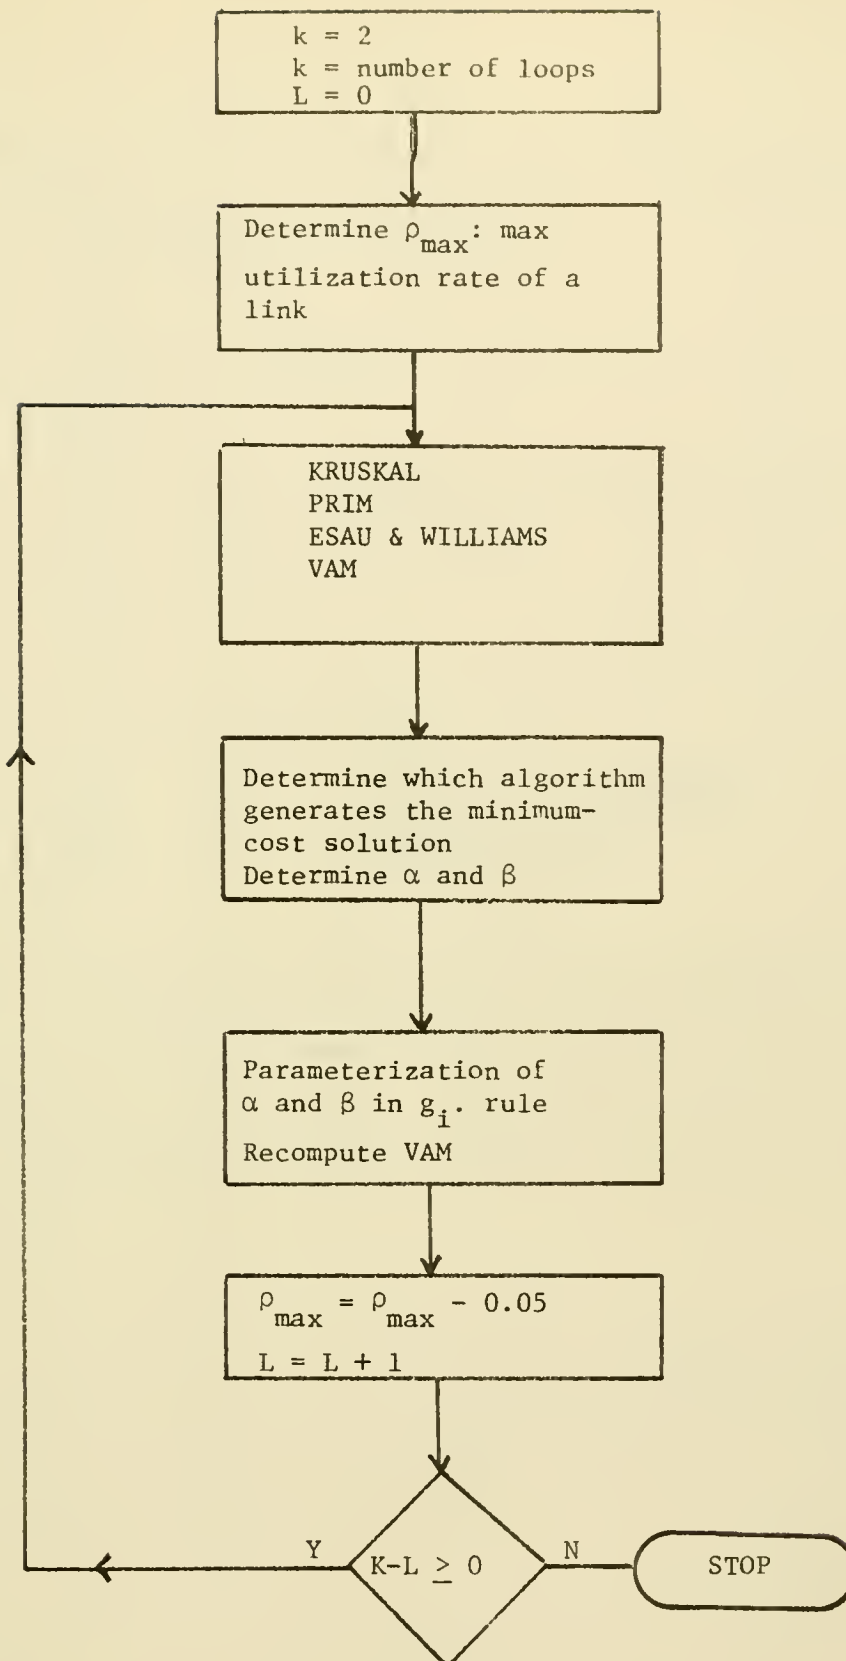 k = 2
k = number of loops
L = 0
Determine ρmax: max
utilization rate of a
link
KRUSKAL
PRIM
ESAU & WILLIAMS
VAM
Determine which algorithm
generates the minimum-
cost solution
Determine α and β
Parameterization of
α and β in gi. rule
Recompute VAM
ρmax = ρmax - 0.05
L = L + 1
Y
K-L ≥ 0
N
STOP